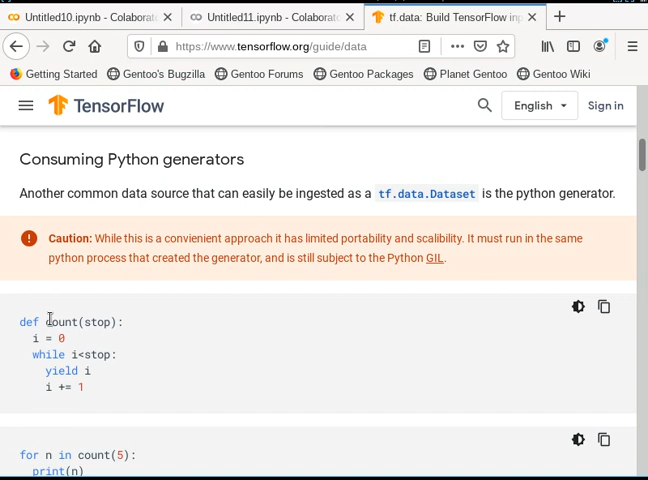 Untitled10.ipynb - Colaborat
Untitled11.ipynb - Colaborat
tf.data: Build TensorFlow inp
https://www.tensorflow.org/guide/data
Getting Started
Gentoo's Bugzilla
Gentoo Forums
Gentoo Packages
Planet Gentoo
Gentoo Wiki
TensorFlow
English
Sign in
Consuming Python generators
Another common data source that can easily be ingested as a tf.data.Dataset is the python generator.
Caution: While this is a convienient approach it has limited portability and scalibility. It must run in the same
python process that created the generator, and is still subject to the Python GIL.
def count(stop):
  i = 0
  while i<stop:
    yield i
    i += 1
for n in count(5):
  print(n)